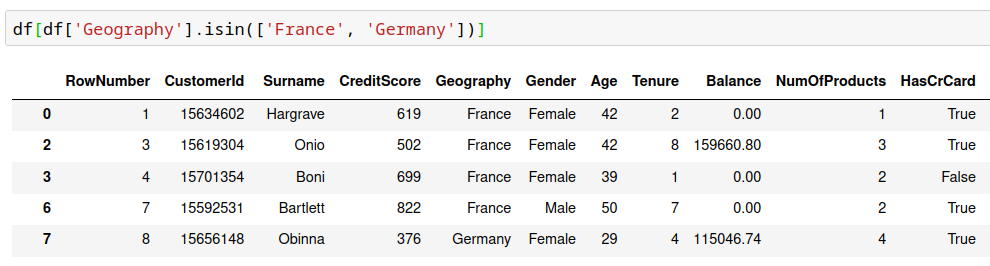 df[df['Geography'].isin(['France', 'Germany'])]
RowNumber CustomerId Surname CreditScore Geography Gender Age Tenure Balance NumOfProducts HasCrCard
0 1 15634602 Hargrave 619 France Female 42 2 0.00 1 True
2 3 15619304 Onio 502 France Female 42 8 159660.80 3 True
3 4 15701354 Boni 699 France Female 39 1 0.00 2 False
6 7 15592531 Bartlett 822 France Male 50 7 0.00 2 True
7 8 15656148 Obinna 376 Germany Female 29 4 115046.74 4 True